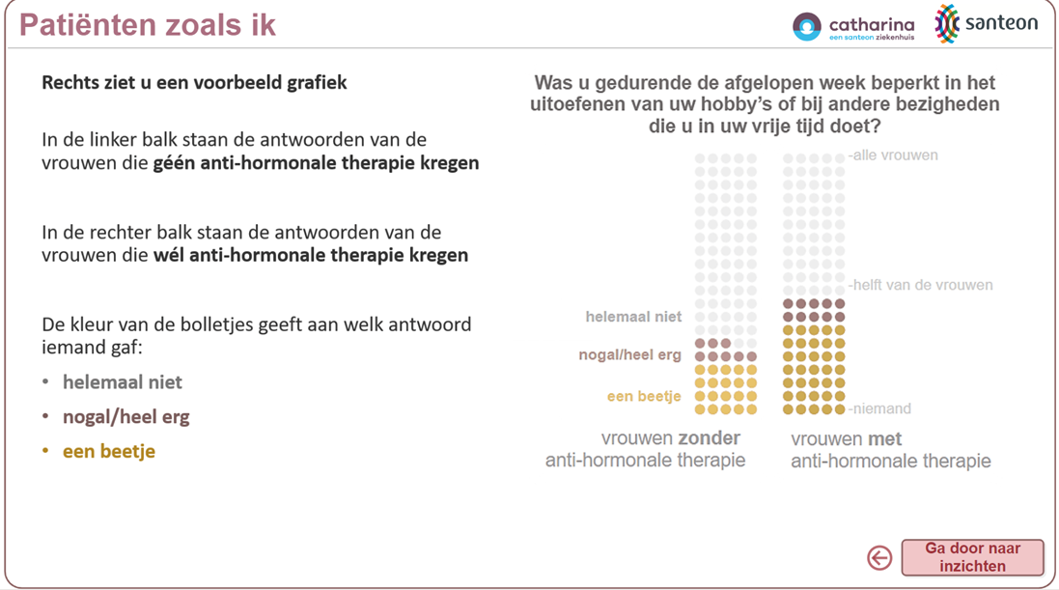 Patiënten zoals ik
catharina
een santeon ziekenhuis
santeon
Rechts ziet u een voorbeeld grafiek
In de linker balk staan de antwoorden van de
vrouwen die géén anti-hormonale therapie kregen
In de rechter balk staan de antwoorden van de
vrouwen die wél anti-hormonale therapie kregen
De kleur van de bolletjes geeft aan welk antwoord
iemand gaf:
• helemaal niet
• nogal/heel erg
• een beetje
Was u gedurende de afgelopen week beperkt in het
uitoefenen van uw hobby's of bij andere bezigheden
die u in uw vrije tijd doet?
-alle vrouwen
-helft van de vrouwen
helemaal niet
nogal/heel erg
een beetje
-niemand
vrouwen zonder
anti-hormonale therapie
vrouwen met
anti-hormonale therapie
Ga door naar
inzichten